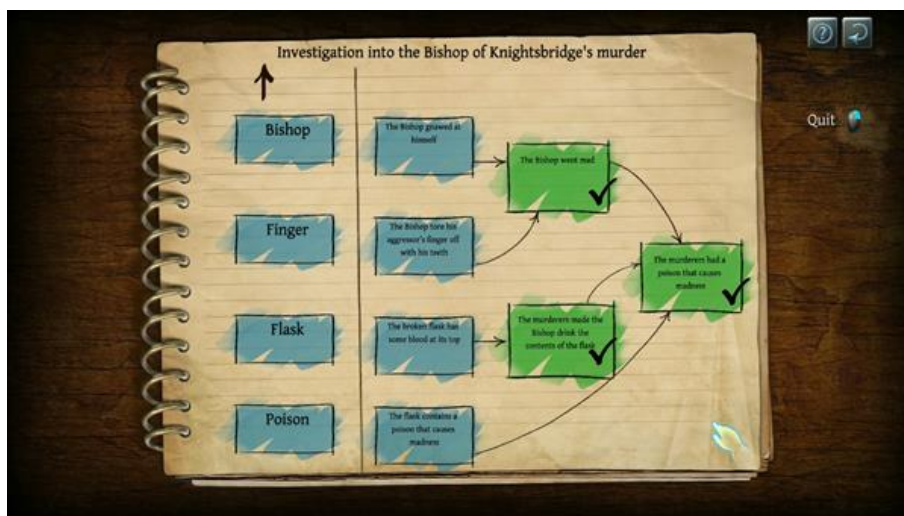 Investigation into the Bishop of Knightsbridge's murder
?
Quit
Bishop
The Bishop gnawed at
himself
The Bishop went mad
Finger
The Bishop tore his
aggressor's finger off
with his teeth
The murderers had a
poison that causes
madness
Flask
The broken flask has
some blood at its top
The murderers made the
Bishop drink the
contents of the flask
Poison
The flask contains a
poison that causes
madness